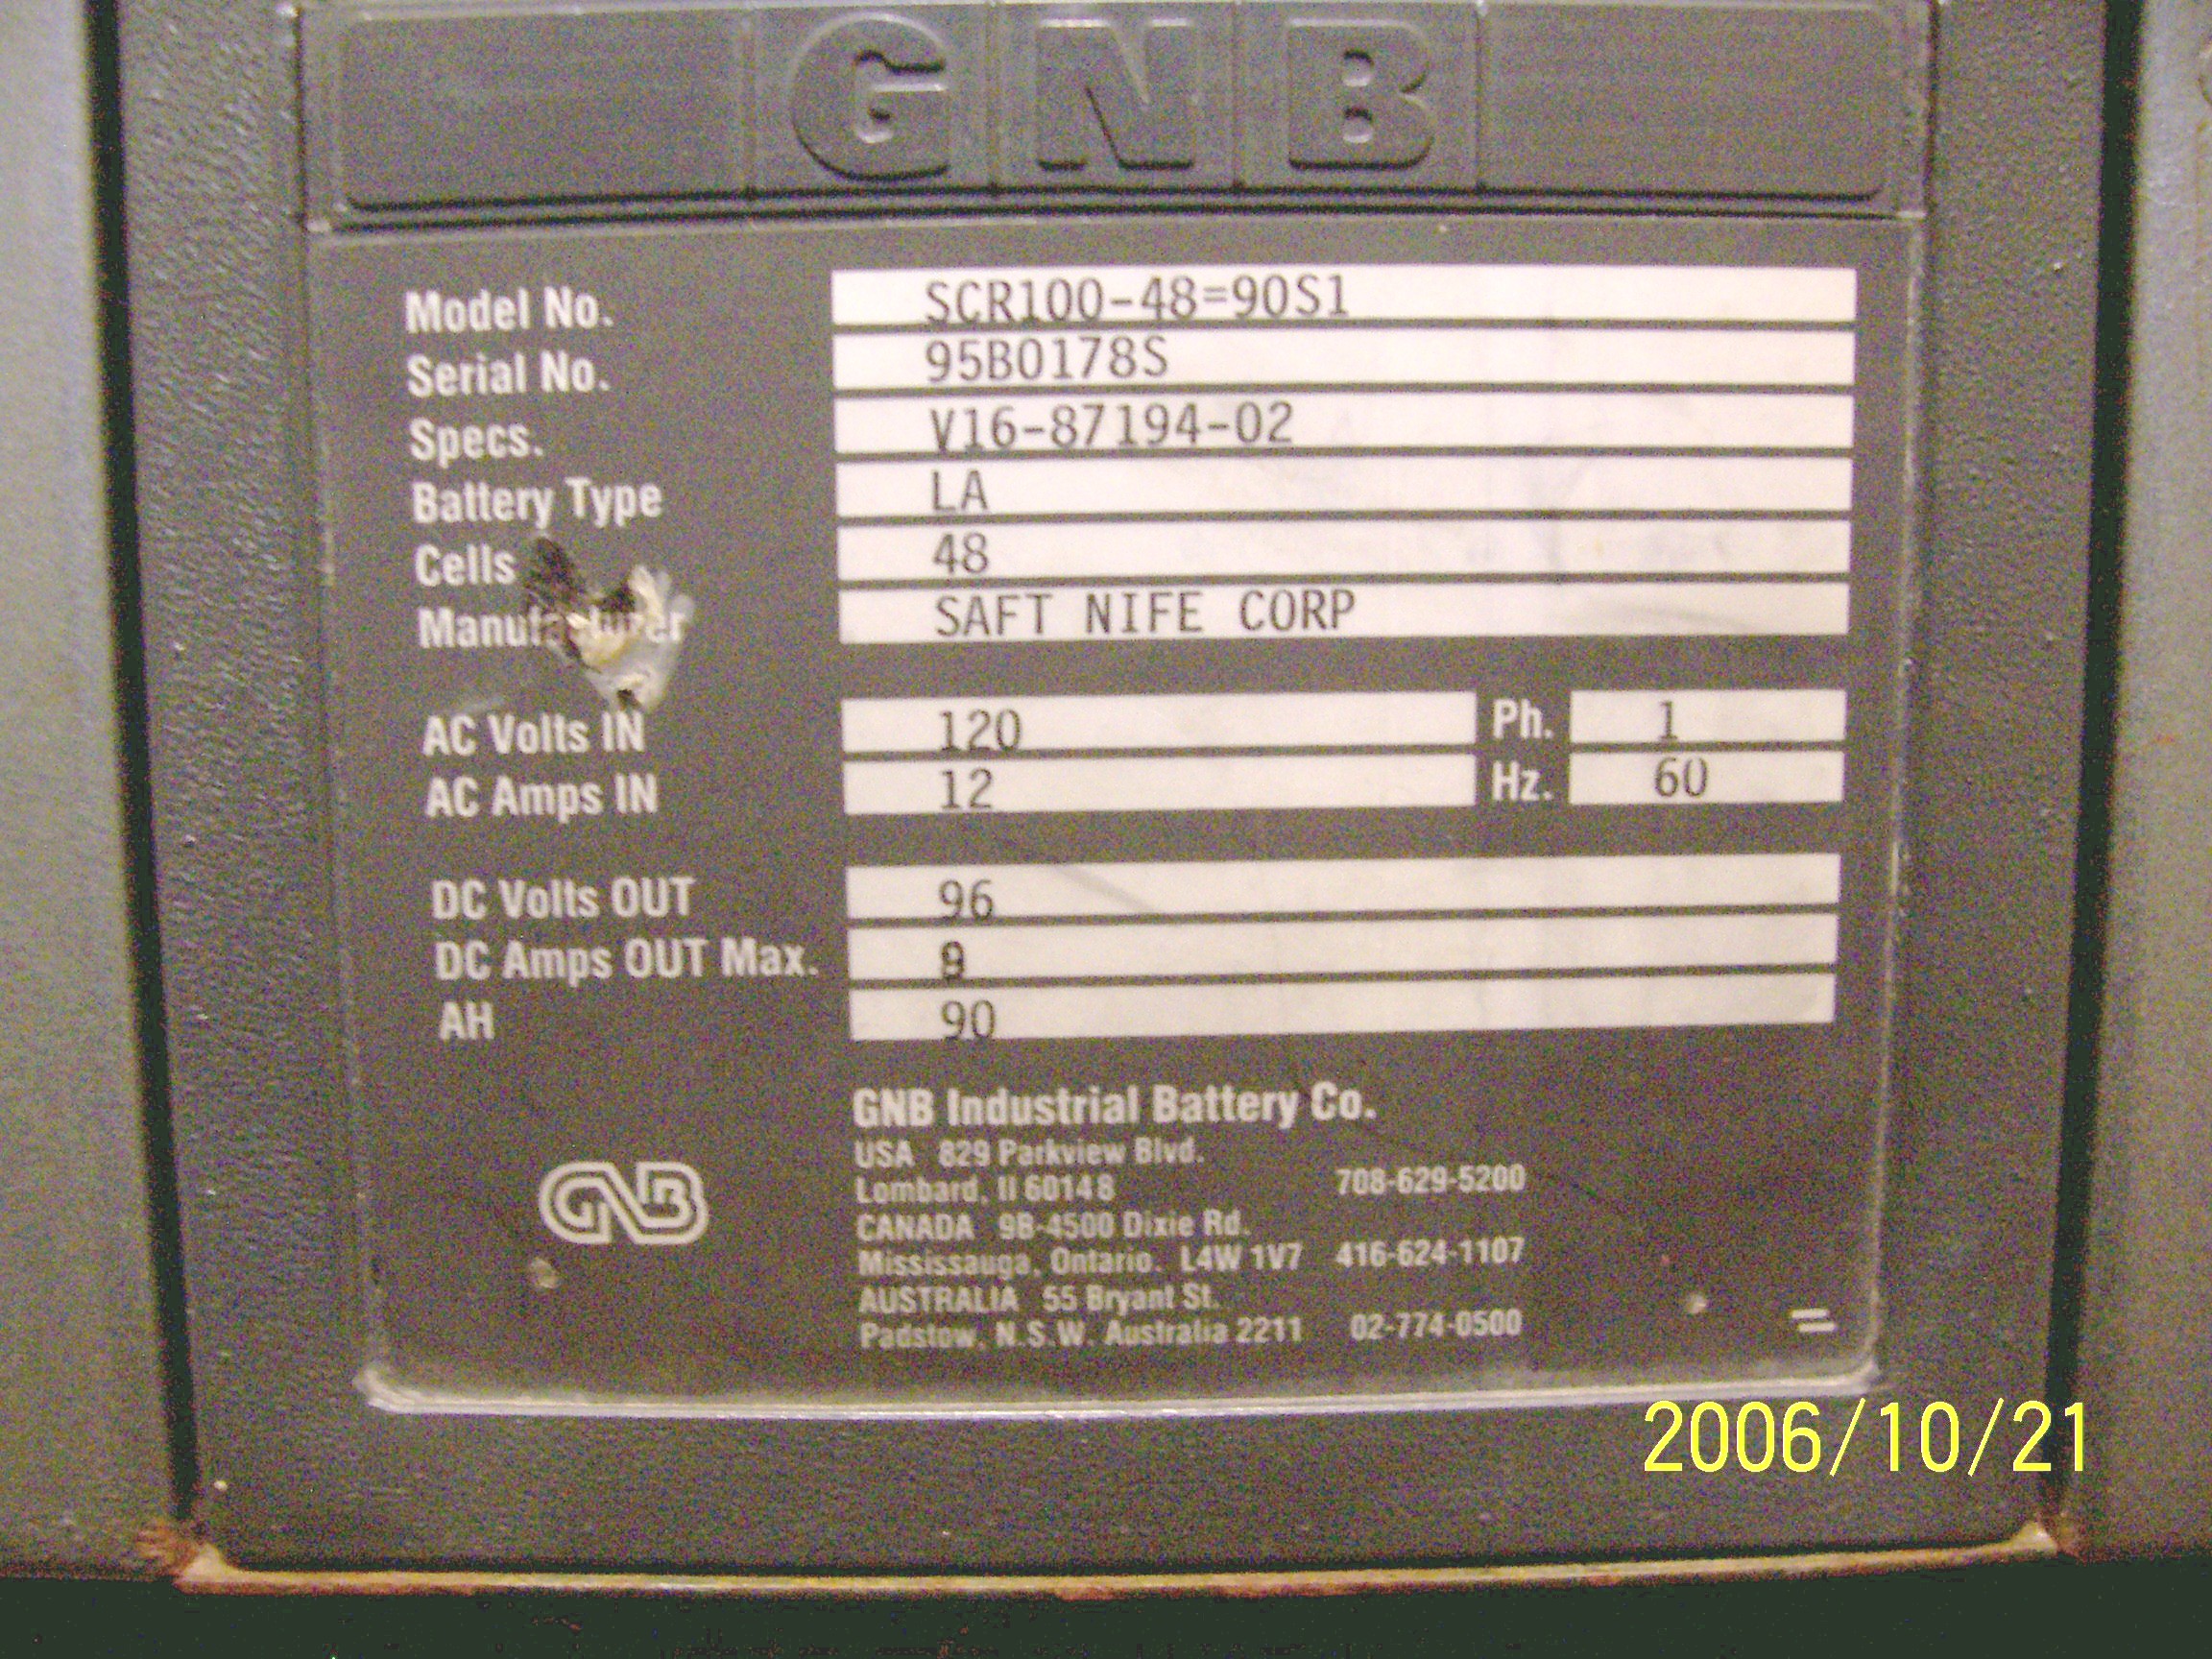 GNB
Model No. SCR100-48=90S1
Serial No. 95B0178S
Specs. V16-87194-02
Battery Type LA
Cells 48
Manufacturer SAFT NIFE CORP
AC Volts IN 120 Ph. 1
AC Amps IN 12 Hz. 60
DC Volts OUT 96
DC Amps OUT Max.
AH 90
GNB Industrial Battery Co.
USA 829 Parkview Blvd.
Lombard, Il 60148 708-629-5200
CANADA 9B-4500 Dixie Rd.
Mississauga, Ontario. L4W 1V7 416-624-1107
AUSTRALIA 55 Bryant St.
Padstow, N.S.W. Australia 2211 02-774-0500
GNB
2006/10/21